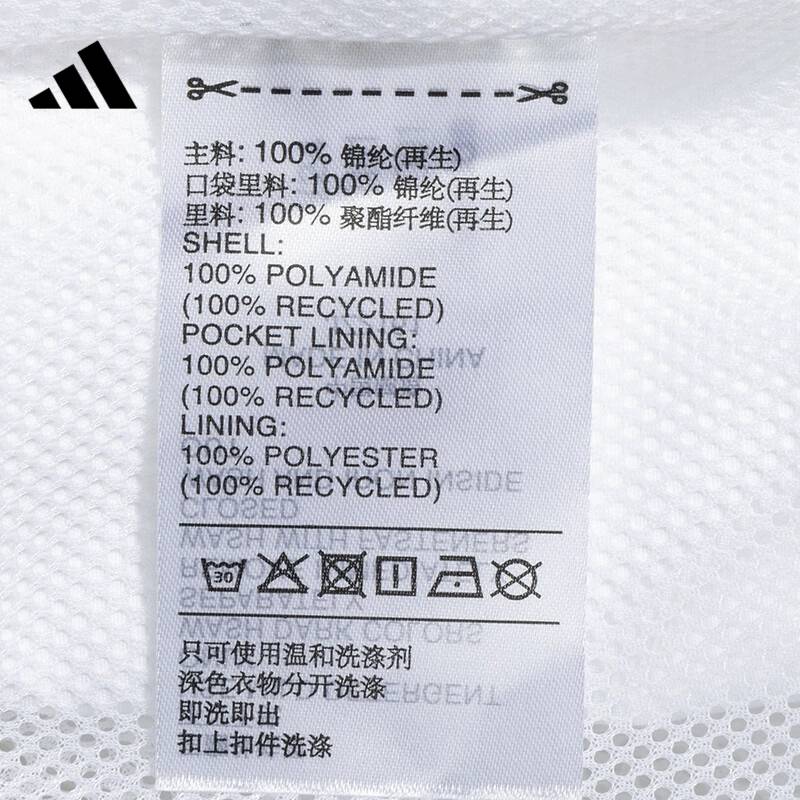 主料: 100% 锦纶(再生)
口袋里料: 100% 锦纶(再生)
里料: 100% 聚酯纤维(再生)
SHELL:
100% POLYAMIDE
(100% RECYCLED)
POCKET LINING:
100% POLYAMIDE
(100% RECYCLED)
LINING:
100% POLYESTER
(100% RECYCLED)
30
只可使用温和洗涤剂
深色衣物分开洗涤
即洗即出
扣上扣件洗涤